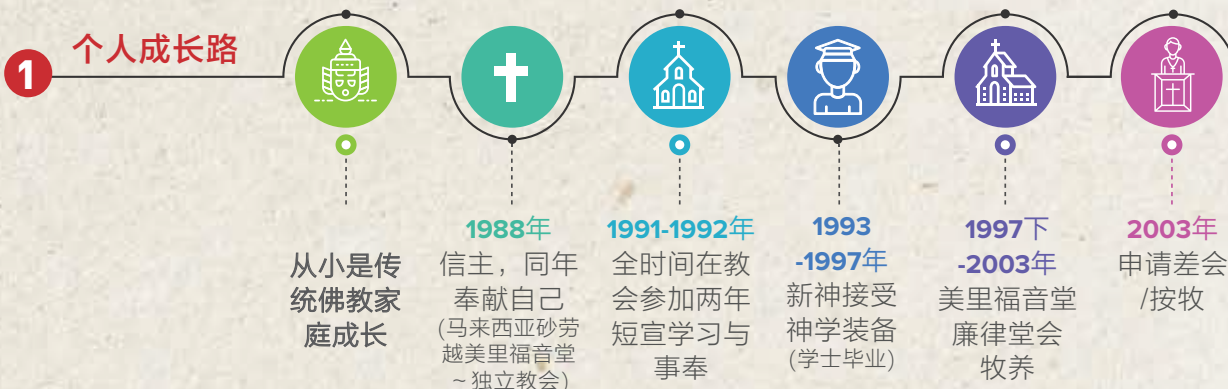 1
个人成长路
从小是传
统佛教家
庭成长
1988年
信主，同年
奉献自己
(马来西亚砂劳
越美里福音堂
~独立教会)
1991-1992年
全时间在教
会参加两年
短宣学习与
事奉
1993
-1997年
新神接受
神学装备
(学士毕业)
1997下
-2003年
美里福音堂
廉律堂会
牧养
2003年
申请差会
/按牧